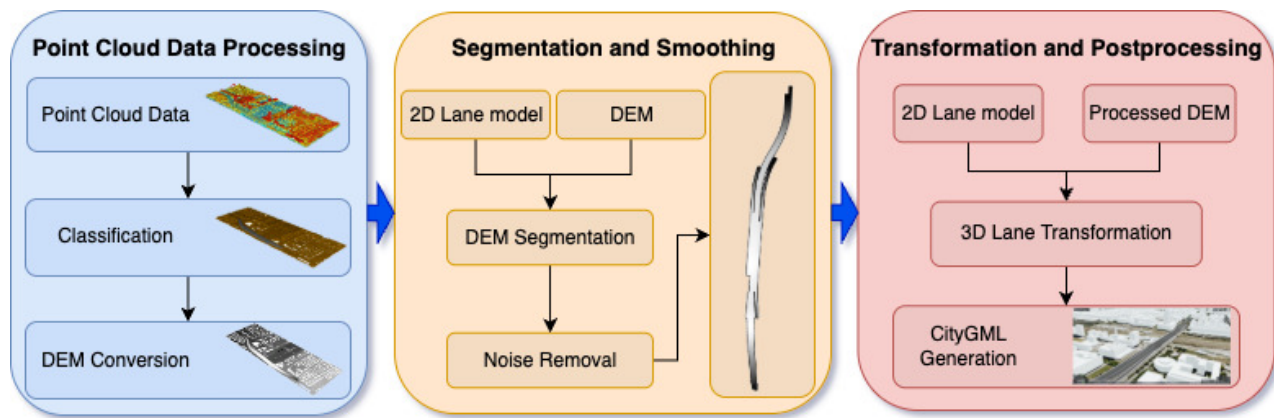 Point Cloud Data Processing
Point Cloud Data
Classification
DEM Conversion
Segmentation and Smoothing
2D Lane model
DEM
DEM Segmentation
Noise Removal
Transformation and Postprocessing
2D Lane model
Processed DEM
3D Lane Transformation
CityGML
Generation